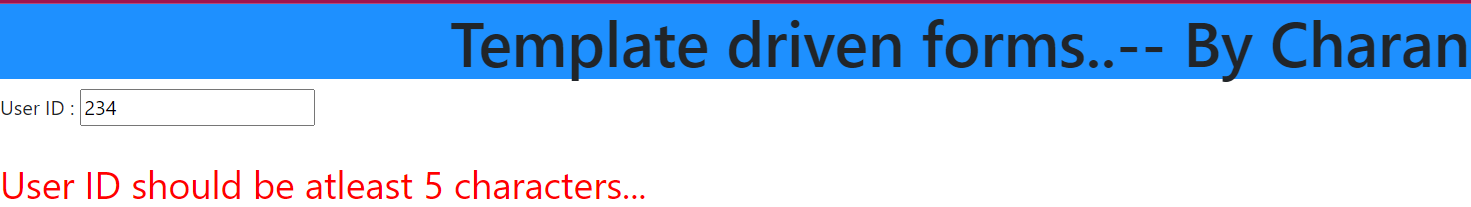 Template driven forms..-- By Charan
User ID : 234
User ID should be atleast 5 characters...